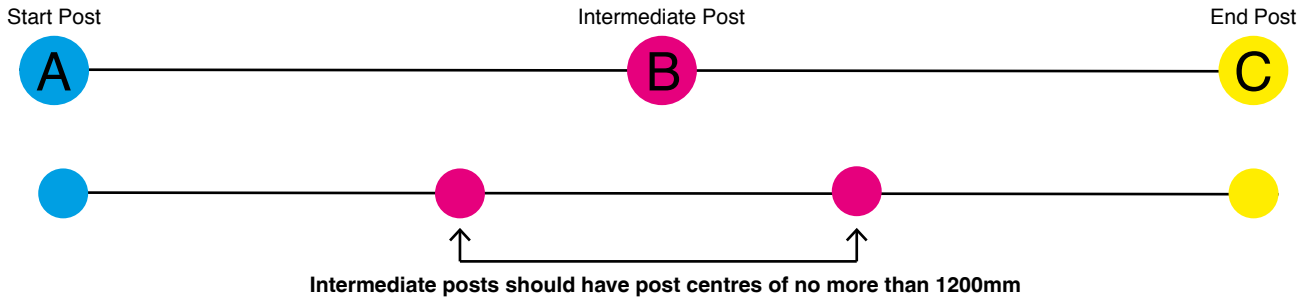 Start Post
Intermediate Post
End Post
A
B
C
Intermediate posts should have post centres of no more than 1200mm